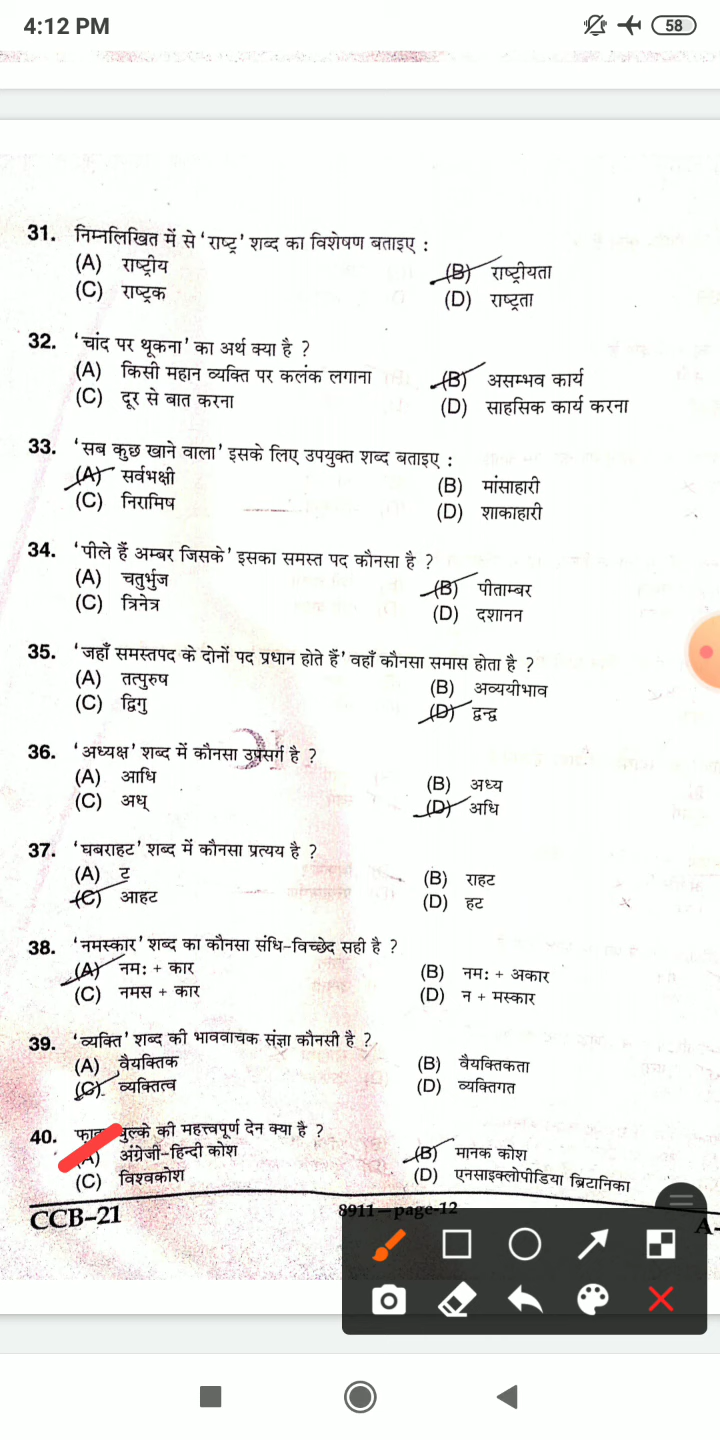 4:12 PM
58
31. निम्नलिखित में से ‘राष्ट्र’ शब्द का विशेषण बताइए :
(A) राष्ट्रीय
(B) राष्ट्रीयता
(C) राष्ट्रक
(D) राष्ट्रता
32. ‘चांद पर थूकना’ का अर्थ क्या है ?
(A) किसी महान व्यक्ति पर कलंक लगाना
(B) असम्भव कार्य
(C) दूर से बात करना
(D) साहसिक कार्य करना
33. ‘सब कुछ खाने वाला’ इसके लिए उपयुक्त शब्द बताइए :
(A) सर्वभक्षी
(B) मांसाहारी
(C) निरामिष
(D) शाकाहारी
34. ‘पीले हैं अम्बर जिसके’ इसका समस्त पद कौनसा है ?
(A) चतुर्भुज
(B) पीताम्बर
(C) त्रिनेत्र
(D) दशानन
35. ‘जहाँ समस्तपद के दोनों पद प्रधान होते हैं’ वहाँ कौनसा समास होता है ?
(A) तत्पुरुष
(B) अव्ययीभाव
(C) द्विगु
(D) द्वन्द्व
36. ‘अध्यक्ष’ शब्द में कौनसा उपसर्ग है ?
(A) आधि
(B) अध्य
(C) अध्
(D) अधि
37. ‘घबराहट’ शब्द में कौनसा प्रत्यय है ?
(A) ट
(B) राहट
(C) आहट
(D) हट
38. ‘नमस्कार’ शब्द का कौनसा संधि-विच्छेद सही है ?
(A) नम: + कार
(B) नम: + अकार
(C) नमस + कार
(D) न + मस्कार
39. ‘व्यक्ति’ शब्द की भाववाचक संज्ञा कौनसी है ?
(A) वैयक्तिक
(B) वैयक्तिकता
(C) व्यक्तित्व
(D) व्यक्तिगत
40. बुल्के की महत्त्वपूर्ण देन क्या है ?
(A) अंग्रेजी-हिन्दी कोश
(B) मानक कोश
(C) विश्वकोश
(D) एनसाइक्लोपीडिया ब्रिटानिका
CCB-21
8911-page-12
A-